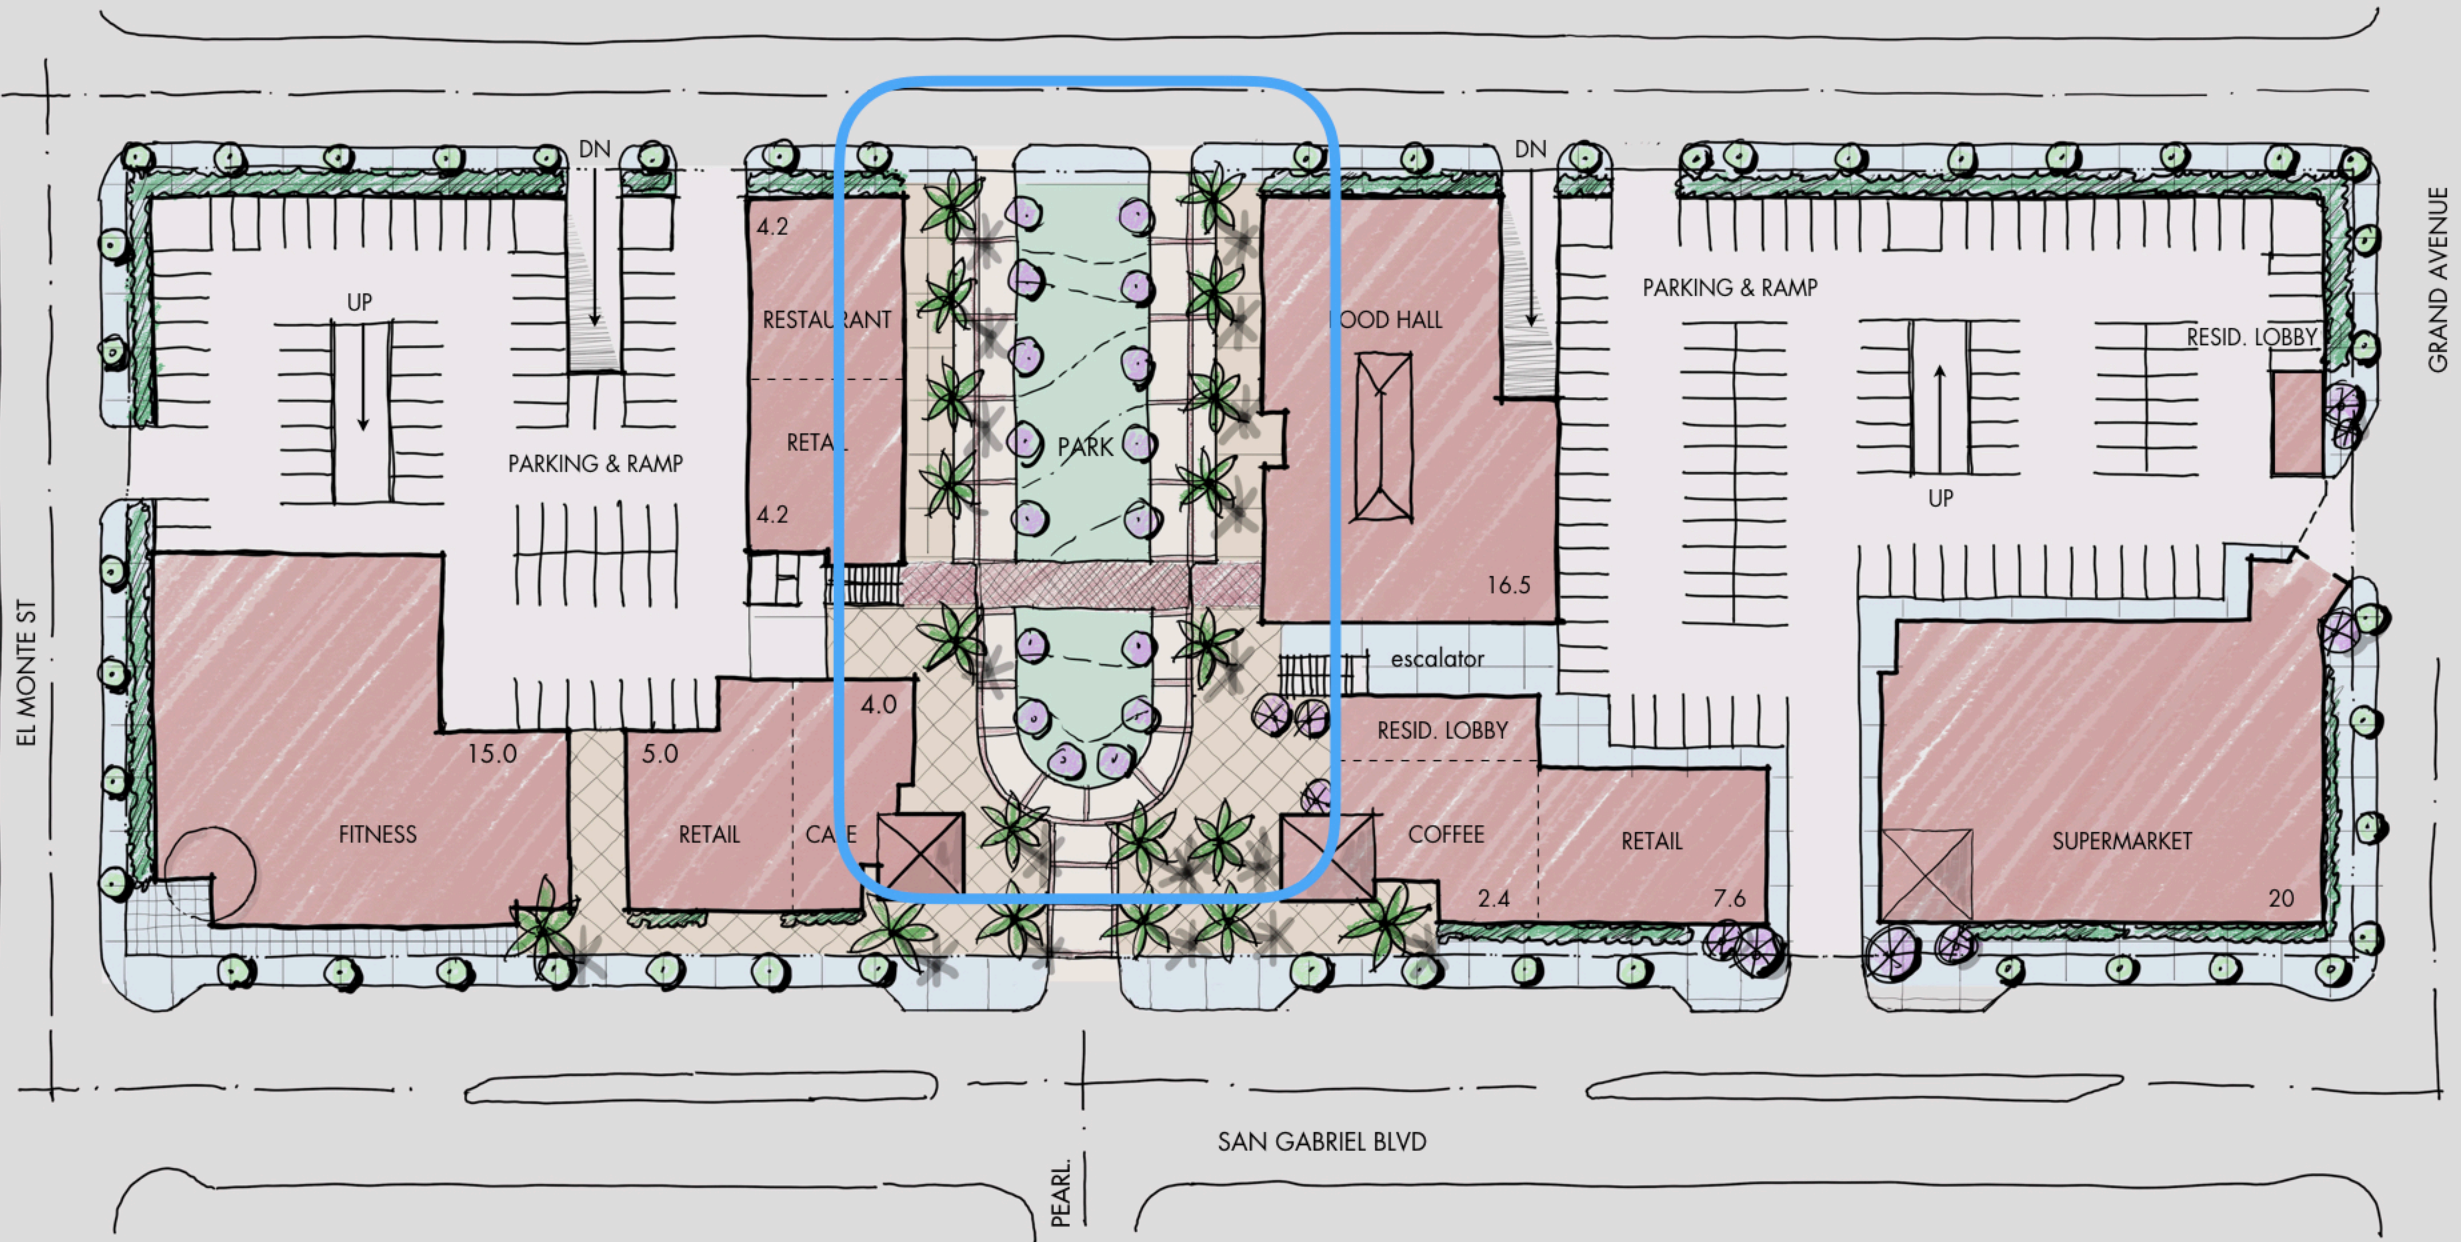 DN
DN
4.2
UP
RESTAURANT
FOOD HALL
PARKING & RAMP
RESID. LOBBY
GRAND AVENUE
RETAIL
PARK
PARKING & RAMP
UP
4.2
16.5
EL MONTE ST
escalator
4.0
RESID. LOBBY
15.0
5.0
FITNESS
RETAIL
CAFE
COFFEE
RETAIL
SUPERMARKET
2.4
7.6
20
SAN GABRIEL BLVD
PEARL.